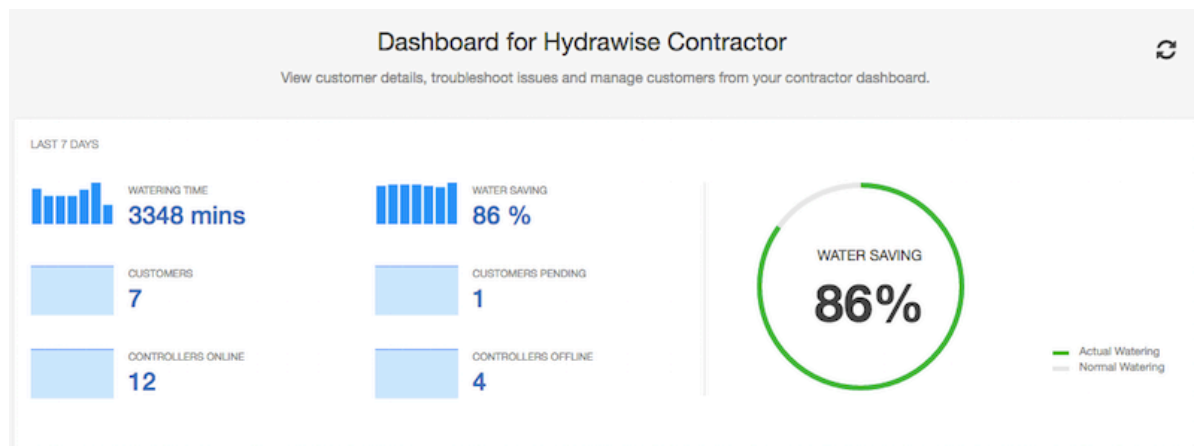 Dashboard for Hydrawise Contractor
View customer details, troubleshoot issues and manage customers from your contractor dashboard.
LAST 7 DAYS
WATERING TIME
3348 mins
WATER SAVING
86 %
CUSTOMERS
7
CUSTOMERS PENDING
1
CONTROLLERS ONLINE
12
CONTROLLERS OFFLINE
4
WATER SAVING
86%
Actual Watering
Normal Watering